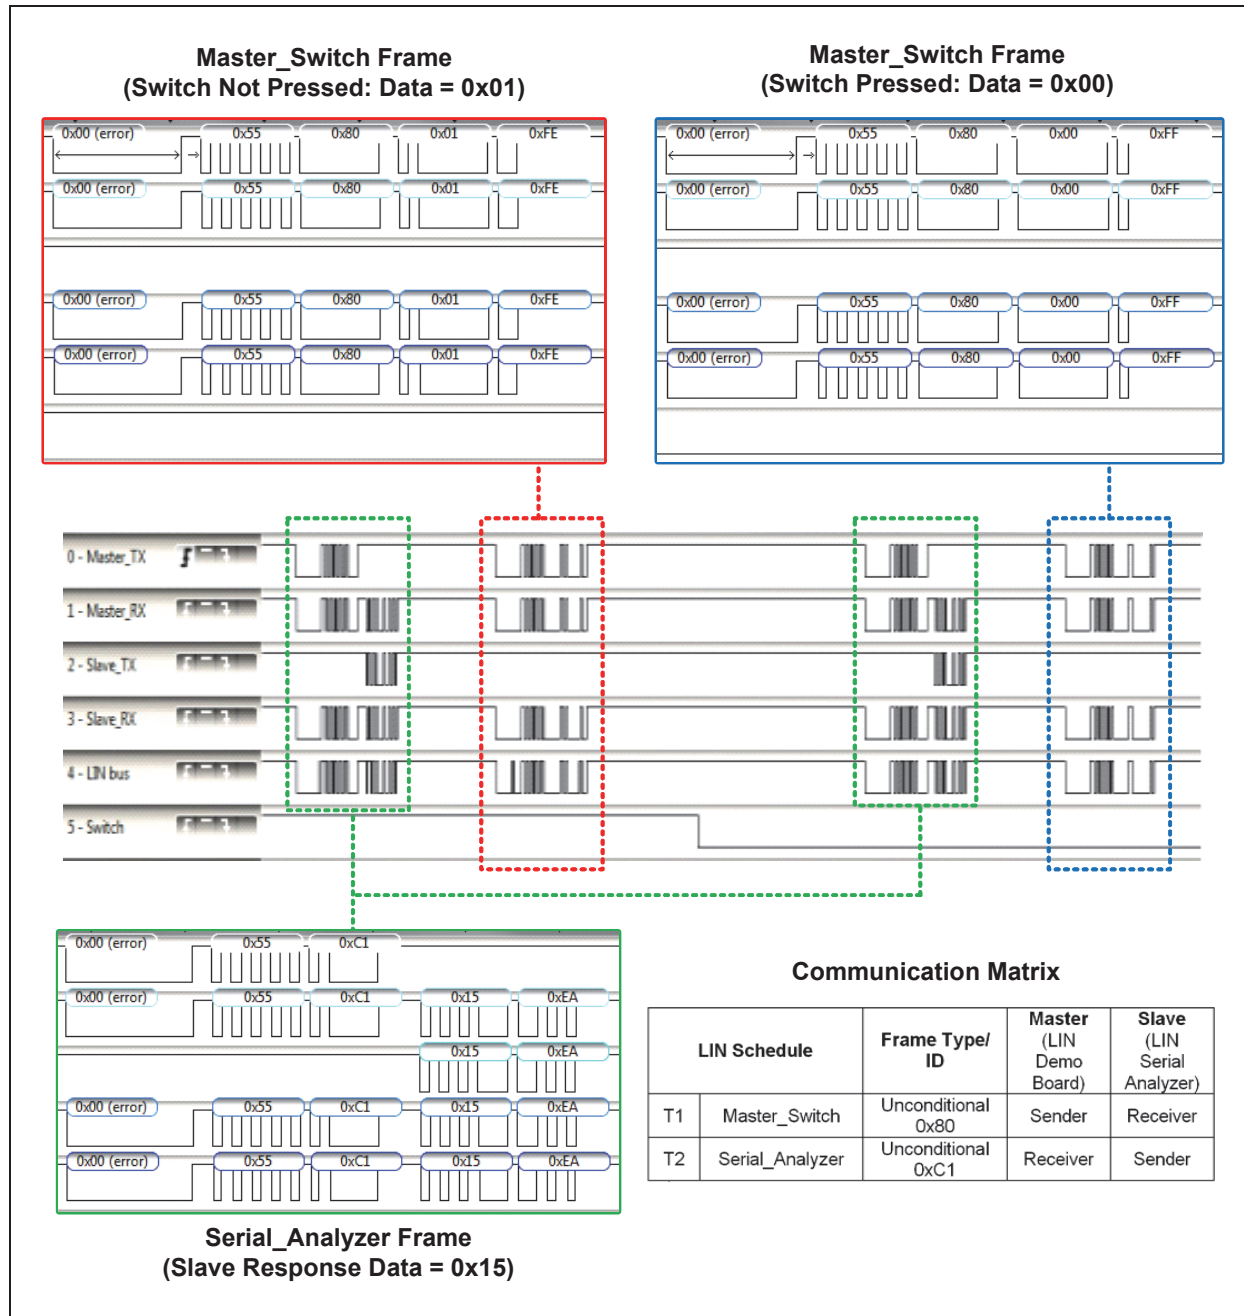 Master_Switch Frame
(Switch Not Pressed: Data = 0x01)
Master_Switch Frame
(Switch Pressed: Data = 0x00)
0x00 (error) 0x55 0x80 0x01 0xFE
0x00 (error) 0x55 0x80 0x01 0xFE
0x00 (error) 0x55 0x80 0x01 0xFE
0x00 (error) 0x55 0x80 0x01 0xFE
0x00 (error) 0x55 0x80 0x00 0xFF
0x00 (error) 0x55 0x80 0x00 0xFF
0x00 (error) 0x55 0x80 0x00 0xFF
0x00 (error) 0x55 0x80 0x00 0xFF
0 - Master_TX
1 - Master_RX
2 - Slave_TX
3 - Slave_RX
4 - LIN bus
5 - Switch
0x00 (error) 0x55 0xC1
0x00 (error) 0x55 0xC1 0x15 0xEA
0x15 0xEA
0x00 (error) 0x55 0xC1 0x15 0xEA
0x00 (error) 0x55 0xC1 0x15 0xEA
Serial_Analyzer Frame
(Slave Response Data = 0x15)
Communication Matrix
LIN Schedule
Frame Type/
ID
Master
(LIN
Demo
Board)
Slave
(LIN
Serial
Analyzer)
T1 Master_Switch
Unconditional
0x80
Sender Receiver
T2 Serial_Analyzer
Unconditional
0xC1
Receiver Sender